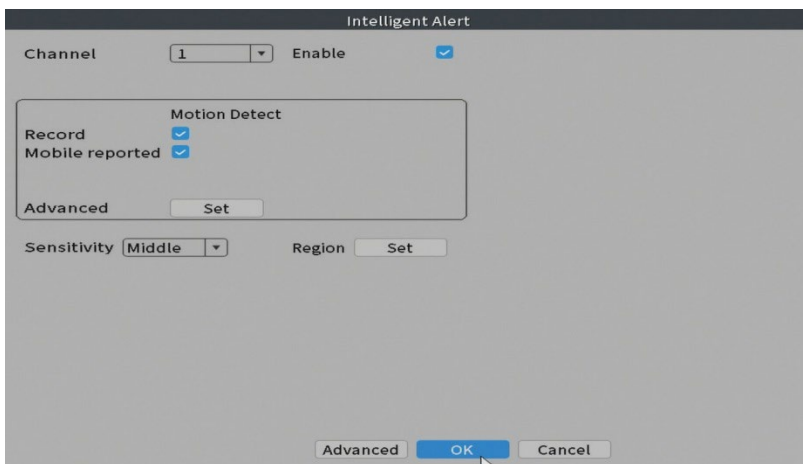 Intelligent Alert
Channel 1 Enable
Motion Detect
Record
Mobile reported
Advanced Set
Sensitivity Middle Region Set
Advanced OK Cancel